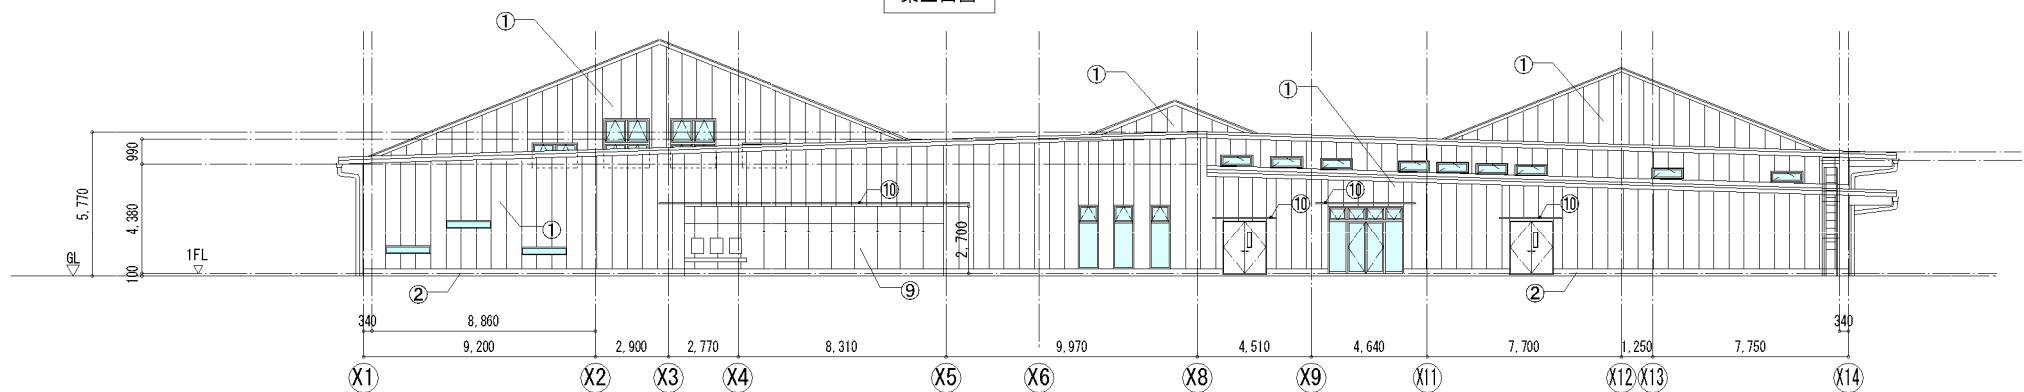 ①
①
①
①
①
⑩
⑩
⑩
⑩
①
990
5,770
4,380
100
2,700
GL
1FL
②
⑨
②
340
8,860
340
9,200
2,900
2,770
8,310
9,970
4,510
4,640
7,700
1,250
7,750
X1
X2
X3
X4
X5
X6
X8
X9
X11
X12
X13
X14